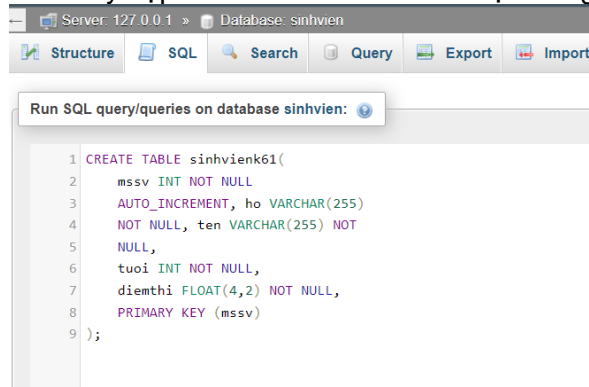 Server: 127.0.0.1 » Database: sinhvien
Structure SQL Search Query Export Import
Run SQL query/queries on database sinhvien:
1 CREATE TABLE sinhvienk61(
2 mssv INT NOT NULL
3 AUTO_INCREMENT, ho VARCHAR(255)
4 NOT NULL, ten VARCHAR(255) NOT
5 NULL,
6 tuoi INT NOT NULL,
7 diemthi FLOAT(4,2) NOT NULL,
8 PRIMARY KEY (mssv)
9 );